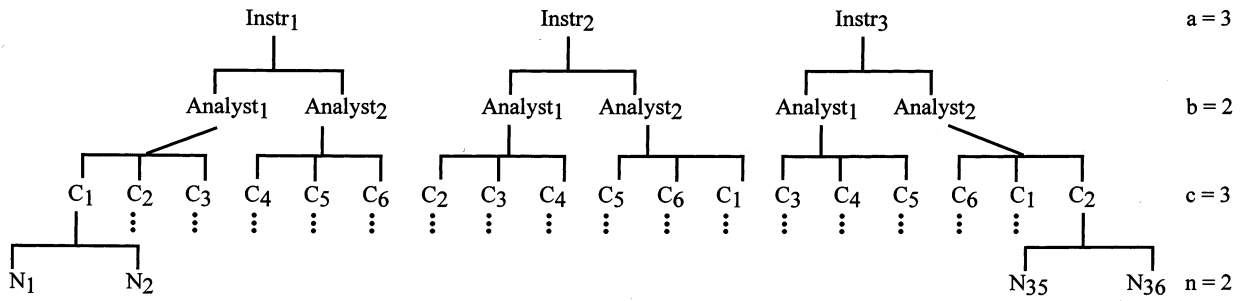 Instr1 Instr2 Instr3 a = 3
Analyst1 Analyst2 Analyst1 Analyst2 Analyst1 Analyst2 b = 2
C1 C2 C3 C4 C5 C6 C2 C3 C4 C5 C6 C1 C3 C4 C5 C6 C1 C2 c = 3
N1 N2 N35 N36 n = 2